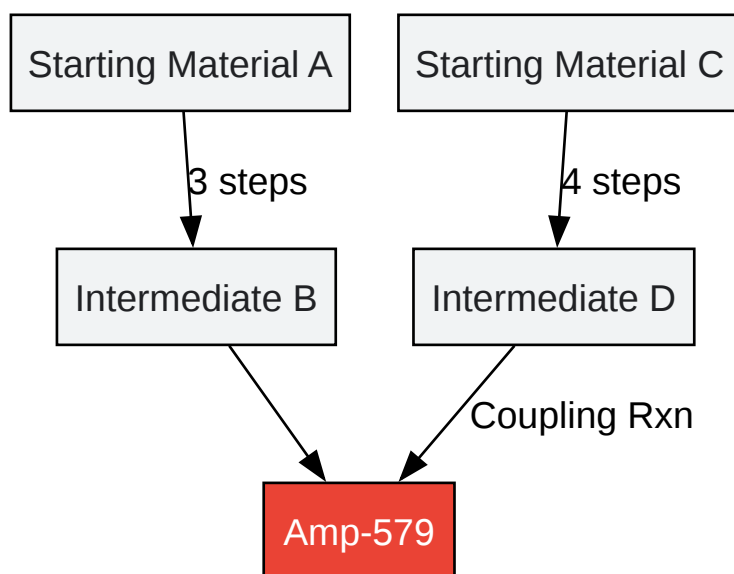 Starting Material A
Starting Material C
3 steps
4 steps
Intermediate B
Intermediate D
Coupling Rxn
Amp-579